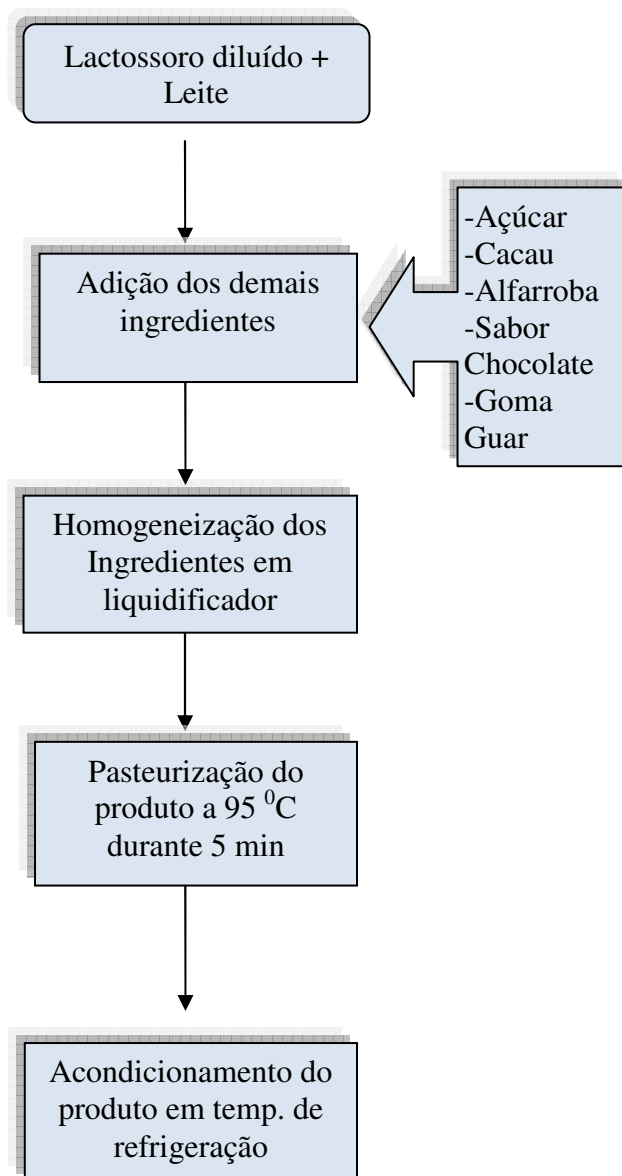 Lactossoro diluído +
Leite
Adição dos demais
ingredientes
-Açúcar
-Cacau
-Alfarroba
-Sabor
Chocolate
-Goma
Guar
Homogeneização dos
Ingredientes em
liquidificador
Pasteurização do
produto a 95 ⁰C
durante 5 min
Acondicionamento do
produto em temp. de
refrigeração